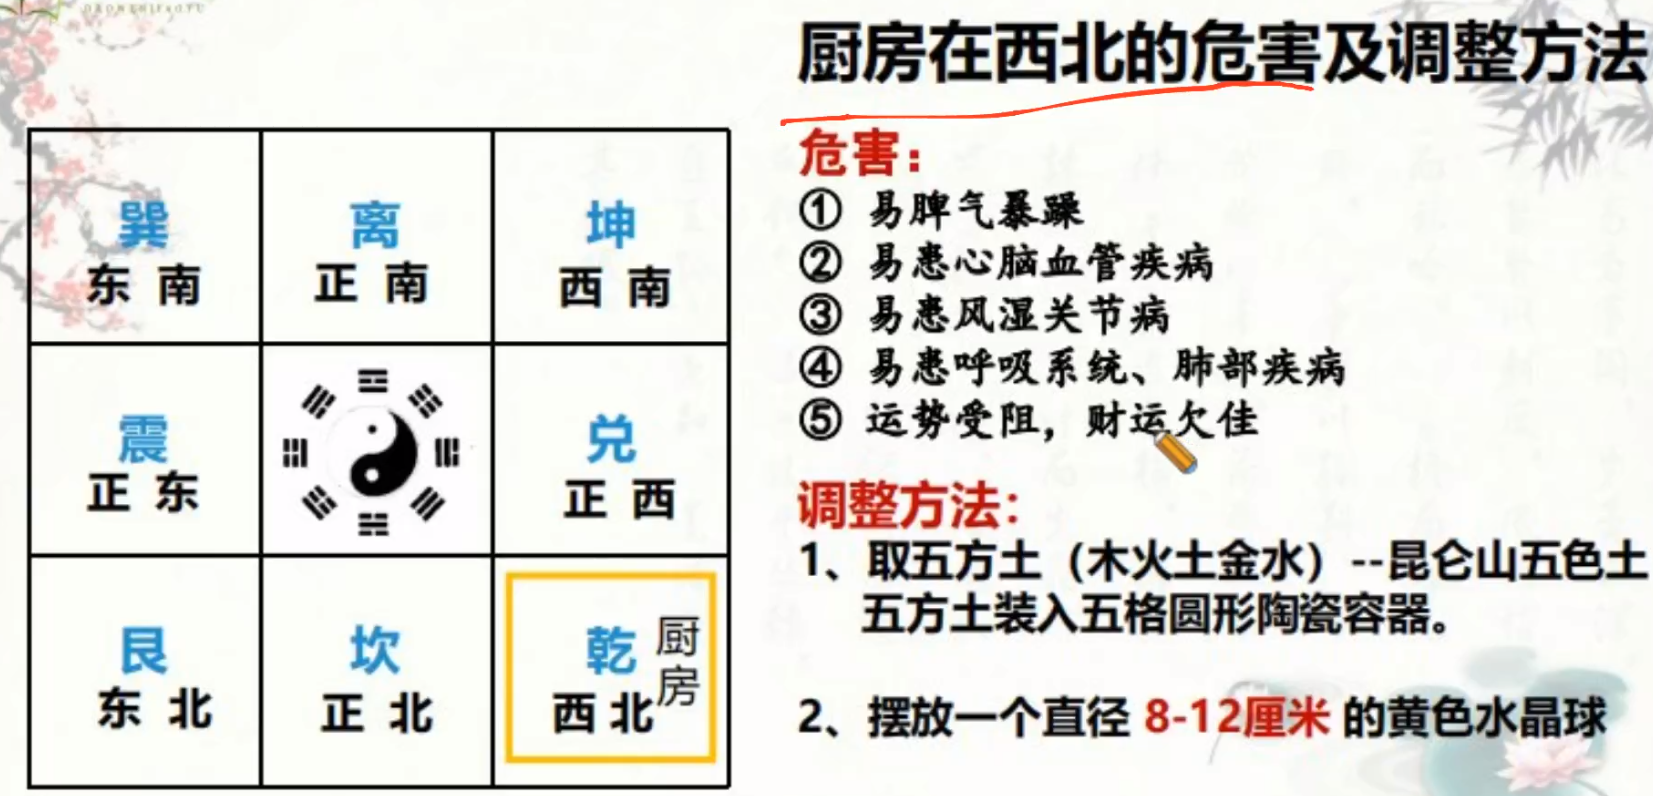 厨房在西北的危害及调整方法
危害：
① 易脾气暴躁
② 易患心脑血管疾病
③ 易患风湿关节病
④ 易患呼吸系统、肺部疾病
⑤ 运势受阻，财运欠佳
调整方法：
1、取五方土（木火土金水）--昆仑山五色土
五方土装入五格圆形陶瓷容器。
2、摆放一个直径 8-12厘米 的黄色水晶球
巽
东 南
离
正 南
坤
西 南
震
正 东
兑
正 西
艮
东 北
坎
正 北
乾
西 北
厨房